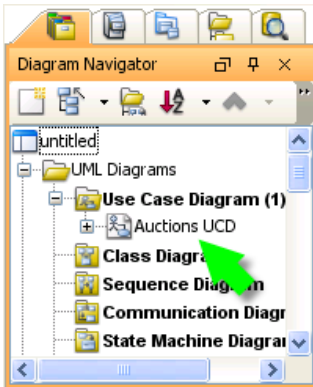 Diagram Navigator
untitled
UML Diagrams
Use Case Diagram (1)
Auctions UCD
Class Diagra
Sequence Diagram
Communication Diagr
State Machine Diagrar